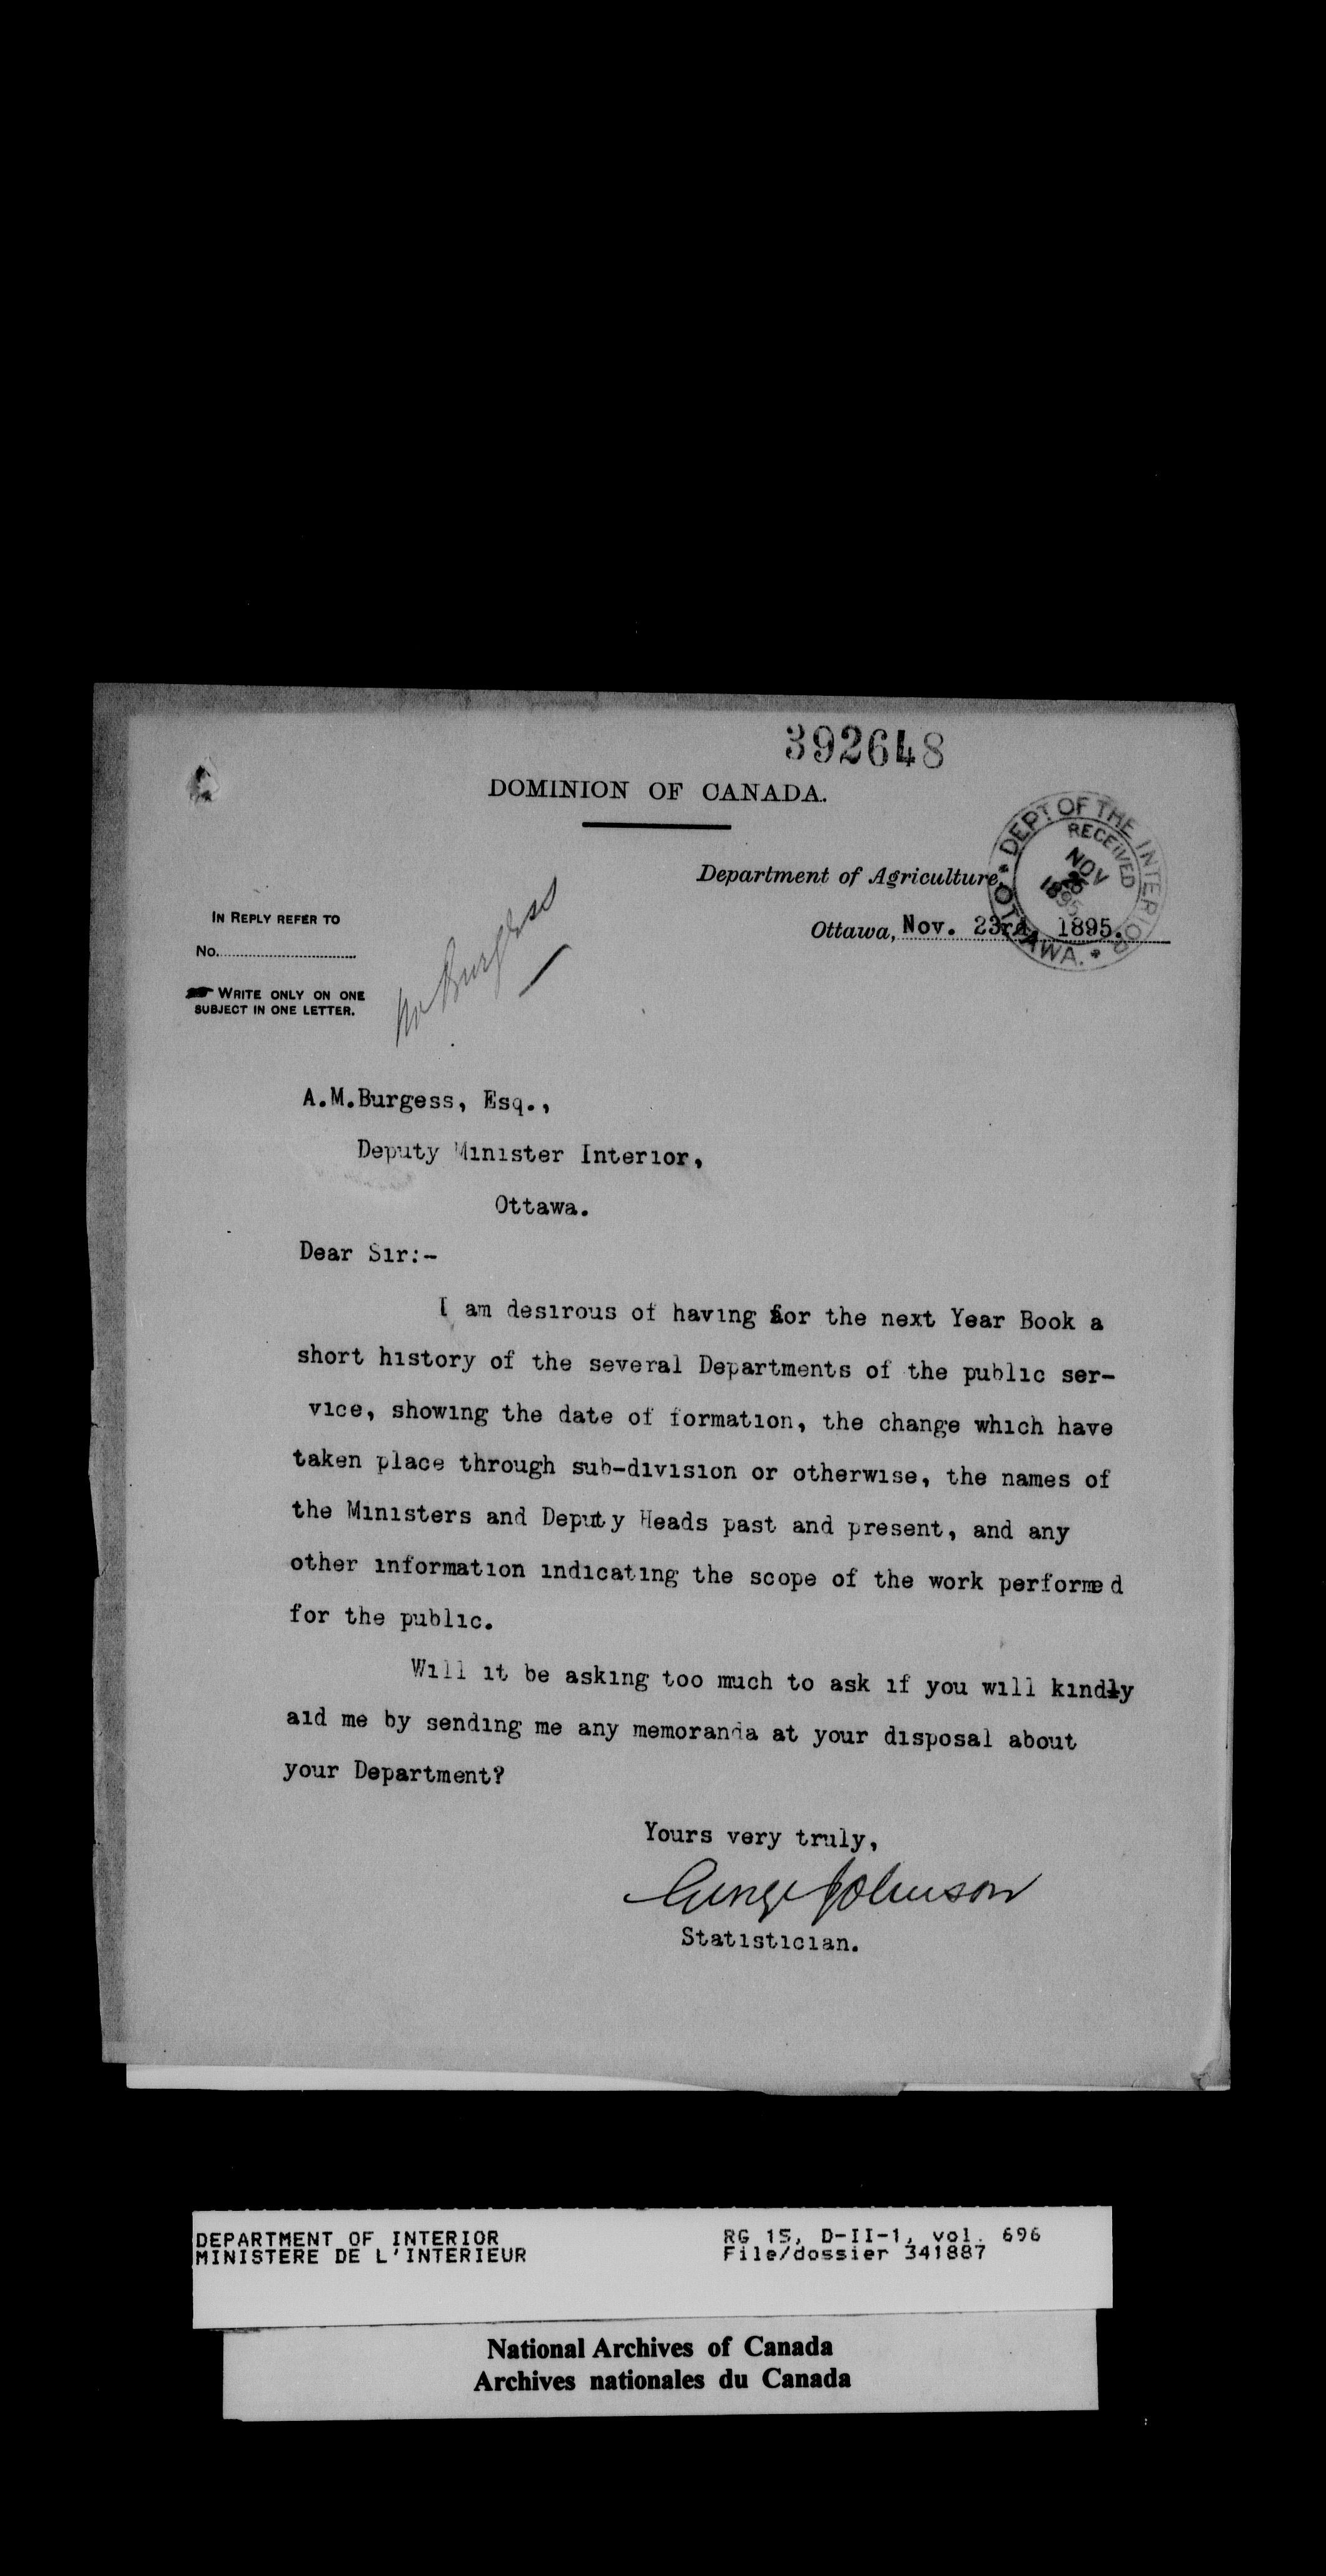 392648
DOMINION OF CANADA.
Department of Agriculture,
DEPT. OF THE INTERIOR
RECEIVED
NOV
1895
OTTAWA.
Ottawa, Nov. 23rd, 1895.
IN REPLY REFER TO
No.
WRITE ONLY ON ONE
SUBJECT IN ONE LETTER.
Mr Burgess
A.M.Burgess, Esq.,
Deputy Minister Interior,
Ottawa.
Dear Sir:-
I am desirous of having for the next Year Book a
short history of the several Departments of the public ser-
vice, showing the date of formation, the change which have
taken place through sub-division or otherwise, the names of
the Ministers and Deputy Heads past and present, and any
other information indicating the scope of the work performed
for the public.
Will it be asking too much to ask if you will kindly
aid me by sending me any memoranda at your disposal about
your Department?
Yours very truly,
George Johnson
Statistician.
DEPARTMENT OF INTERIOR
MINISTERE DE L'INTERIEUR
RG 15, D-II-1, vol. 696
File/dossier 341887
National Archives of Canada
Archives nationales du Canada